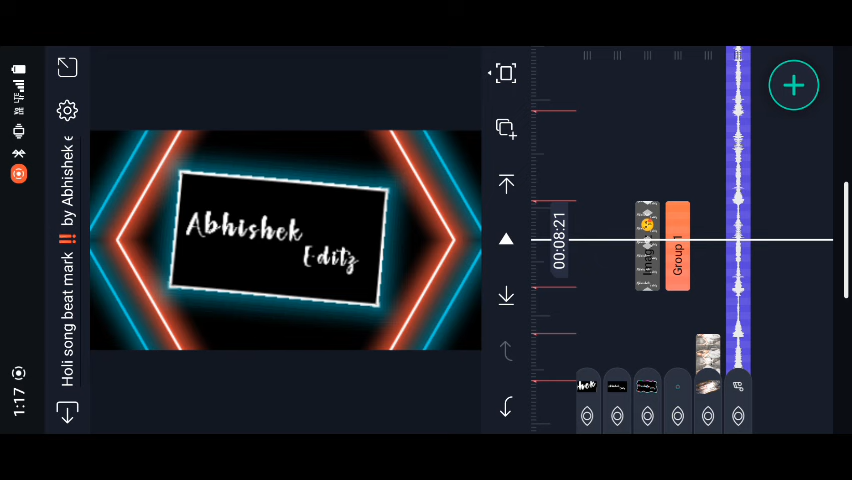 1:17
Holi song beat mark ‼️ by Abhishek e
Abhishek
Editz
00:08:21
Group 1